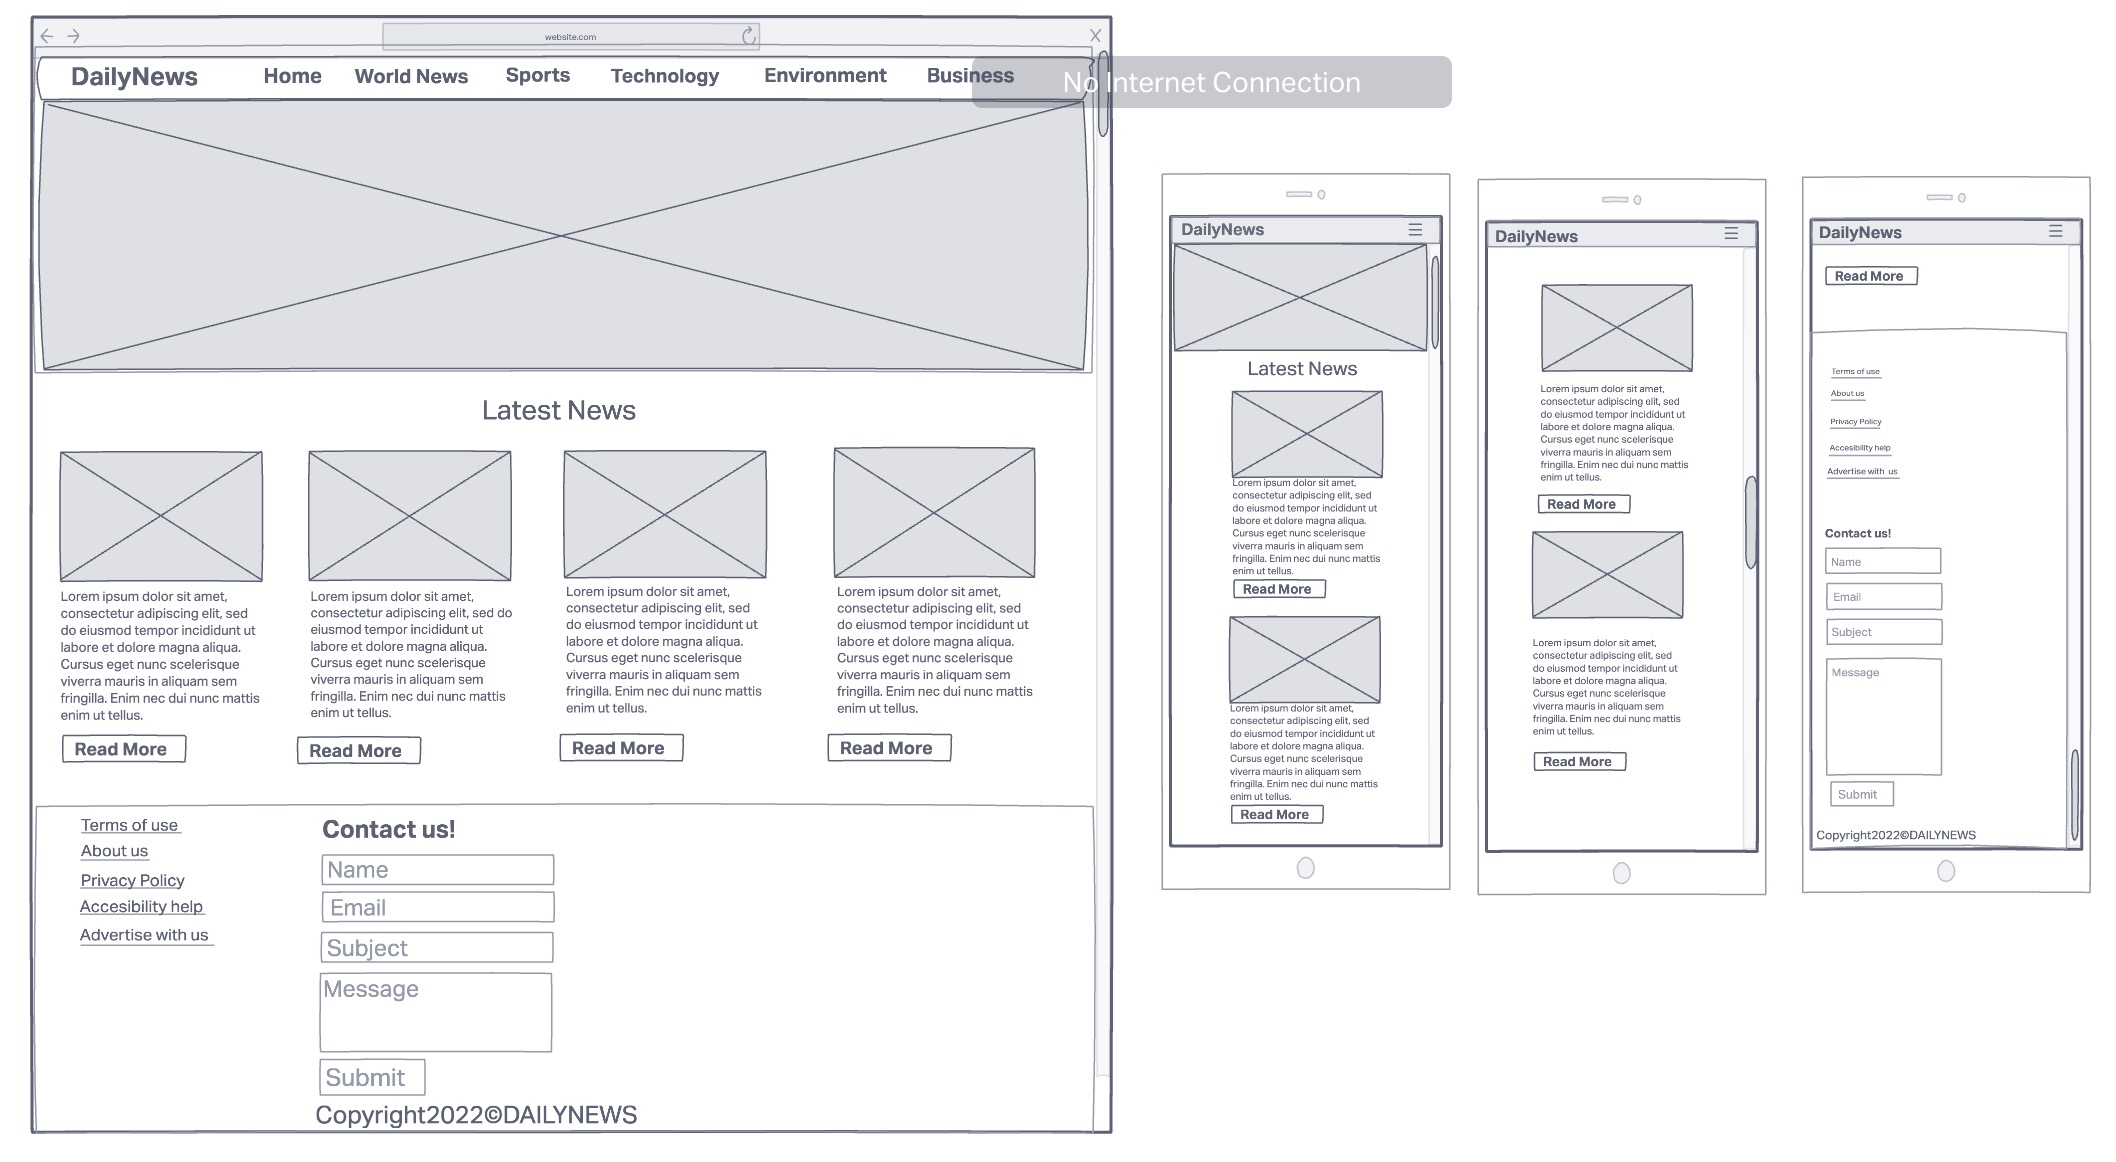 website.com
X
DailyNews Home World News Sports Technology Environment Business
No Internet Connection
Latest News
Lorem ipsum dolor sit amet,
consectetur adipiscing elit, sed
do eiusmod tempor incididunt ut
labore et dolore magna aliqua.
Cursus eget nunc scelerisque
viverra mauris in aliquam sem
fringilla. Enim nec dui nunc mattis
enim ut tellus.
Read More
Lorem ipsum dolor sit amet,
consectetur adipiscing elit, sed do
eiusmod tempor incididunt ut
labore et dolore magna aliqua.
Cursus eget nunc scelerisque
viverra mauris in aliquam sem
fringilla. Enim nec dui nunc mattis
enim ut tellus.
Read More
Lorem ipsum dolor sit amet,
consectetur adipiscing elit, sed
do eiusmod tempor incididunt ut
labore et dolore magna aliqua.
Cursus eget nunc scelerisque
viverra mauris in aliquam sem
fringilla. Enim nec dui nunc mattis
enim ut tellus.
Read More
Lorem ipsum dolor sit amet,
consectetur adipiscing elit, sed
do eiusmod tempor incididunt ut
labore et dolore magna aliqua.
Cursus eget nunc scelerisque
viverra mauris in aliquam sem
fringilla. Enim nec dui nunc mattis
enim ut tellus.
Read More
Terms of use
About us
Privacy Policy
Accesibility help
Advertise with us
Contact us!
Name
Email
Subject
Message
Submit
Copyright2022©DAILYNEWS
DailyNews
Latest News
Lorem ipsum dolor sit amet,
consectetur adipiscing elit, sed
do eiusmod tempor incididunt ut
labore et dolore magna aliqua.
Cursus eget nunc scelerisque
viverra mauris in aliquam sem
fringilla. Enim nec dui nunc mattis
enim ut tellus.
Read More
Lorem ipsum dolor sit amet,
consectetur adipiscing elit, sed
do eiusmod tempor incididunt ut
labore et dolore magna aliqua.
Cursus eget nunc scelerisque
viverra mauris in aliquam sem
fringilla. Enim nec dui nunc mattis
enim ut tellus.
Read More
DailyNews
Lorem ipsum dolor sit amet,
consectetur adipiscing elit, sed
do eiusmod tempor incididunt ut
labore et dolore magna aliqua.
Cursus eget nunc scelerisque
viverra mauris in aliquam sem
fringilla. Enim nec dui nunc mattis
enim ut tellus.
Read More
Lorem ipsum dolor sit amet,
consectetur adipiscing elit, sed
do eiusmod tempor incididunt ut
labore et dolore magna aliqua.
Cursus eget nunc scelerisque
viverra mauris in aliquam sem
fringilla. Enim nec dui nunc mattis
enim ut tellus.
Read More
DailyNews
Read More
Terms of use
About us
Privacy Policy
Accesibility help
Advertise with us
Contact us!
Name
Email
Subject
Message
Submit
Copyright2022©DAILYNEWS